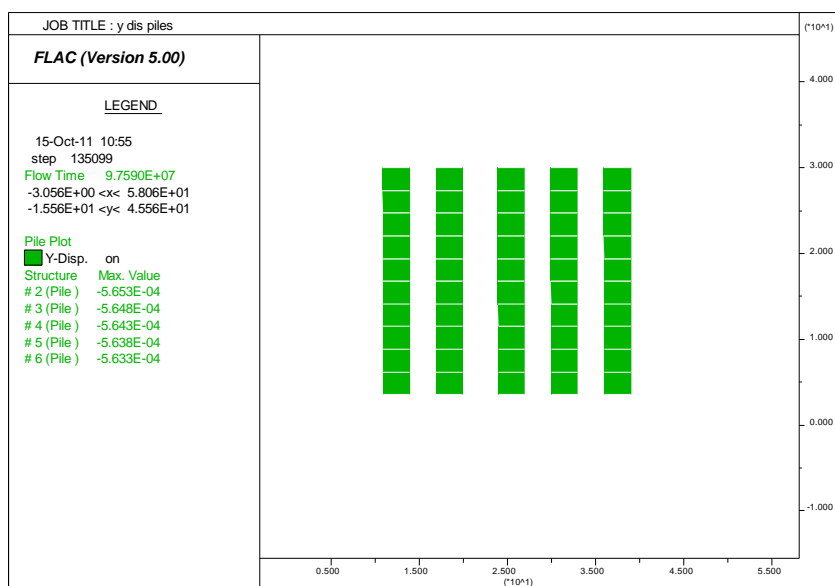 JOB TITLE : y dis piles
FLAC (Version 5.00)
LEGEND
15-Oct-11 10:55
step 135099
Flow Time 9.7590E+07
-3.056E+00 <x< 5.806E+01
-1.556E+01 <y< 4.556E+01
Pile Plot
Y-Disp. on
Structure Max. Value
# 2 (Pile ) -5.653E-04
# 3 (Pile ) -5.648E-04
# 4 (Pile ) -5.643E-04
# 5 (Pile ) -5.638E-04
# 6 (Pile ) -5.633E-04
(*10^1)
4.000
3.000
2.000
1.000
0.000
-1.000
0.500 1.500 2.500 3.500 4.500 5.500
(*10^1)